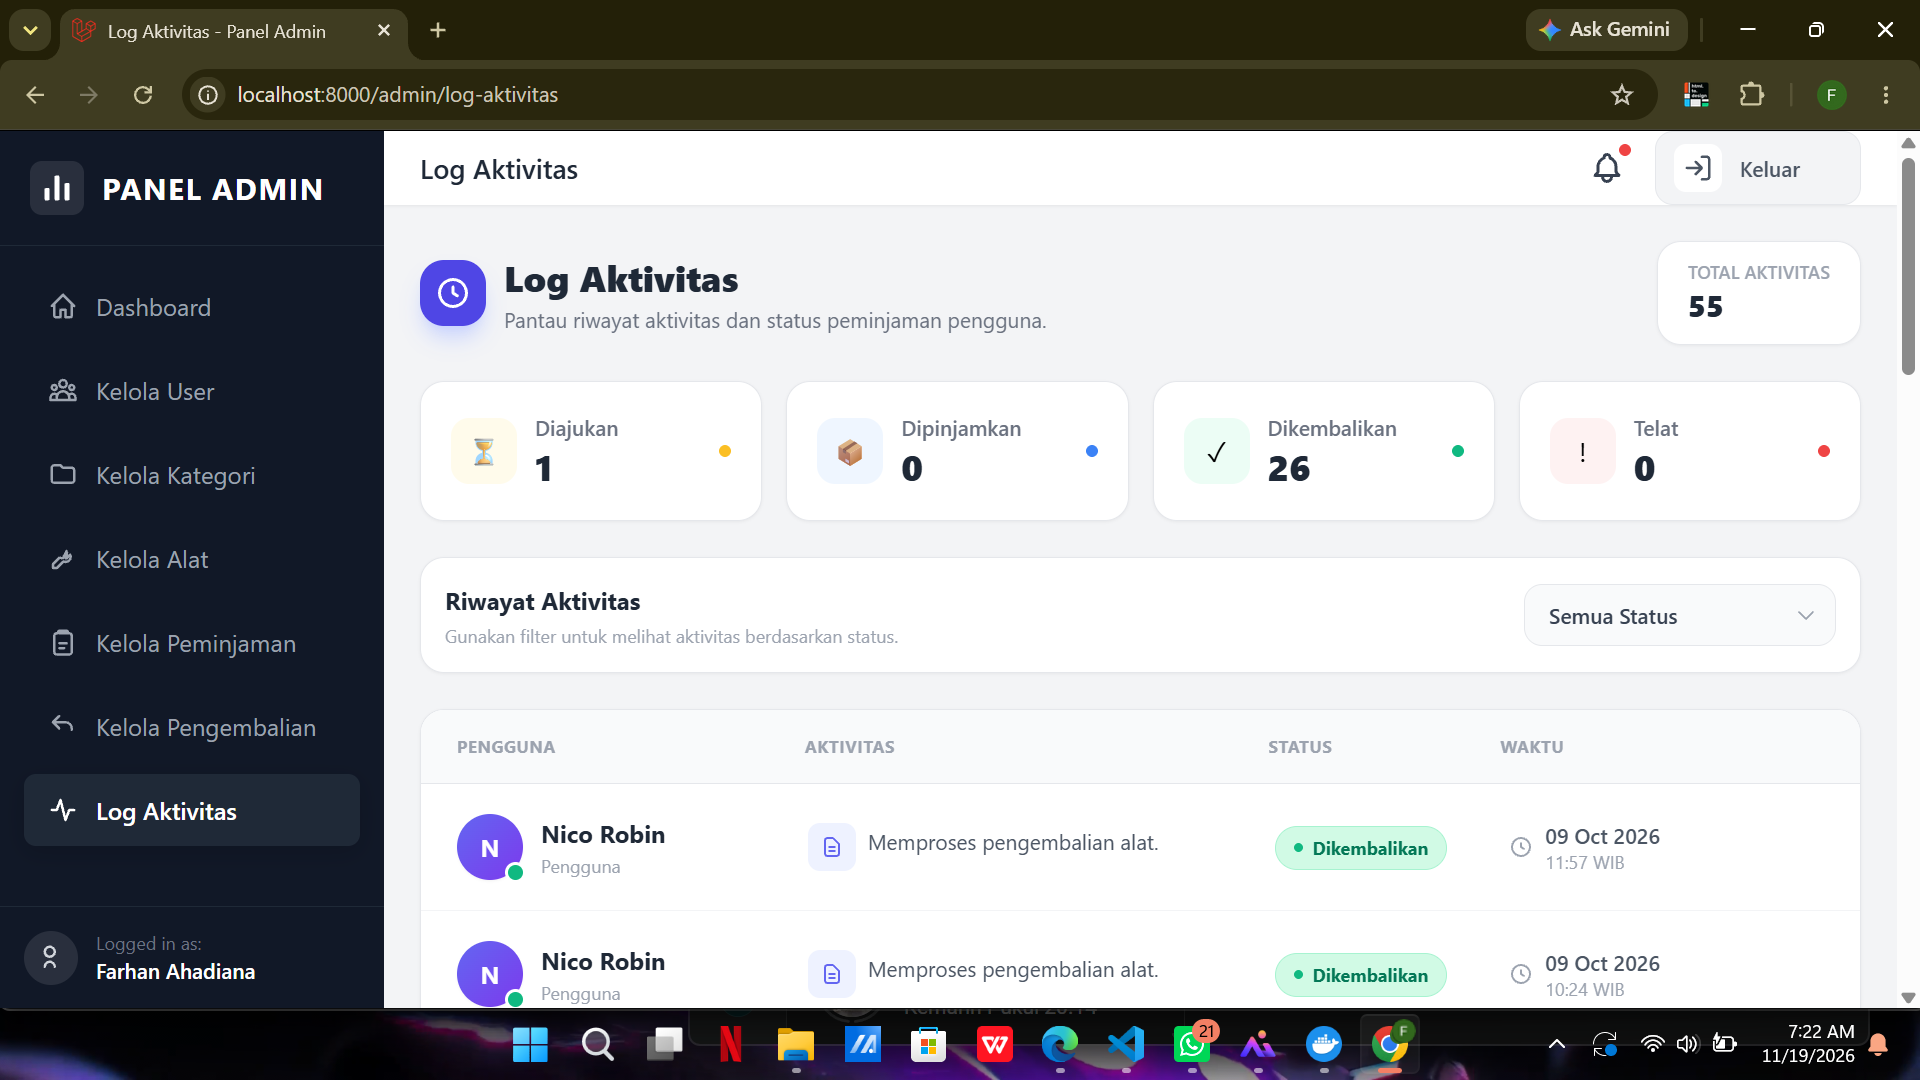 Log Aktivitas - Panel Admin
Ask Gemini
localhost:8000/admin/log-aktivitas
F
PANEL ADMIN
Dashboard
Kelola User
Kelola Kategori
Kelola Alat
Kelola Peminjaman
Kelola Pengembalian
Log Aktivitas
Logged in as:
Farhan Ahadiana
Log Aktivitas
Keluar
Log Aktivitas
Pantau riwayat aktivitas dan status peminjaman pengguna.
TOTAL AKTIVITAS
55
Diajukan
1
Dipinjamkan
0
Dikembalikan
26
!
Telat
0
Riwayat Aktivitas
Gunakan filter untuk melihat aktivitas berdasarkan status.
Semua Status
PENGGUNA AKTIVITAS STATUS WAKTU
N
Nico Robin
Pengguna
Memproses pengembalian alat.
Dikembalikan
09 Oct 2026
11:57 WIB
N
Nico Robin
Pengguna
Memproses pengembalian alat.
Dikembalikan
09 Oct 2026
10:24 WIB
21
F
7:22 AM
11/19/2026